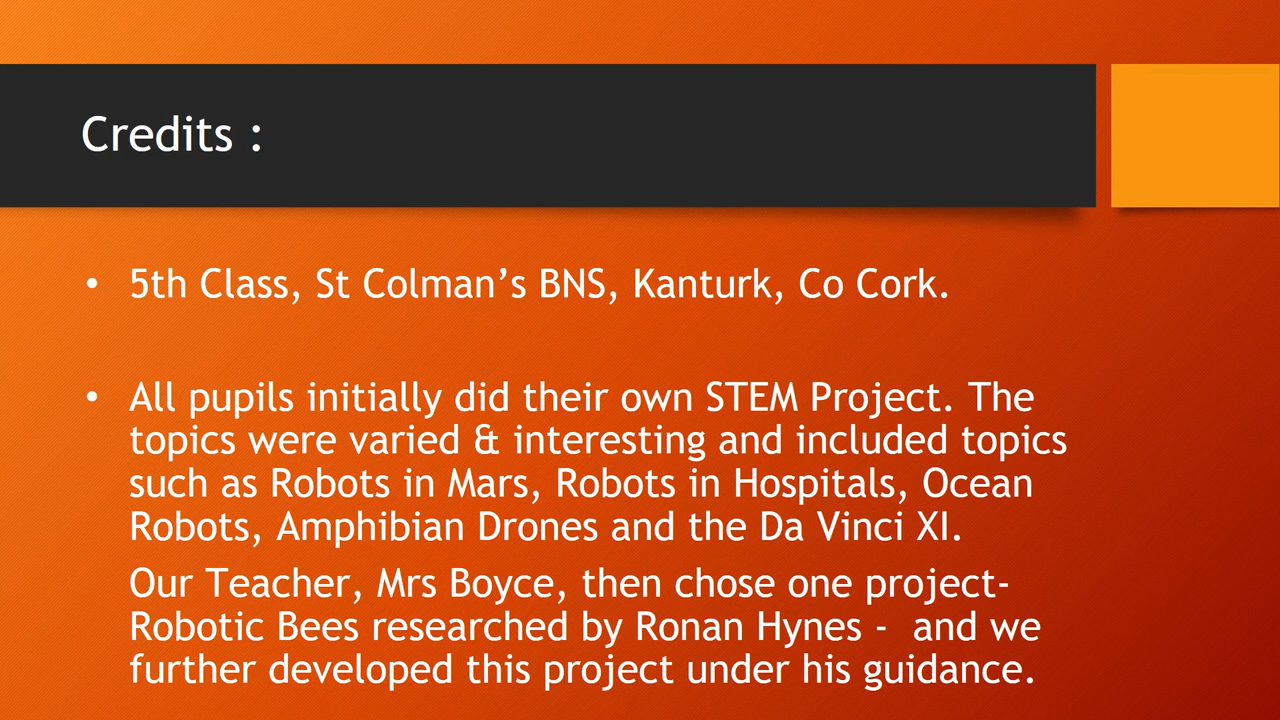 Credits :
• 5th Class, St Colman’s BNS, Kanturk, Co Cork.
• All pupils initially did their own STEM Project. The
topics were varied & interesting and included topics
such as Robots in Mars, Robots in Hospitals, Ocean
Robots, Amphibian Drones and the Da Vinci XI.
Our Teacher, Mrs Boyce, then chose one project-
Robotic Bees researched by Ronan Hynes -  and we
further developed this project under his guidance.